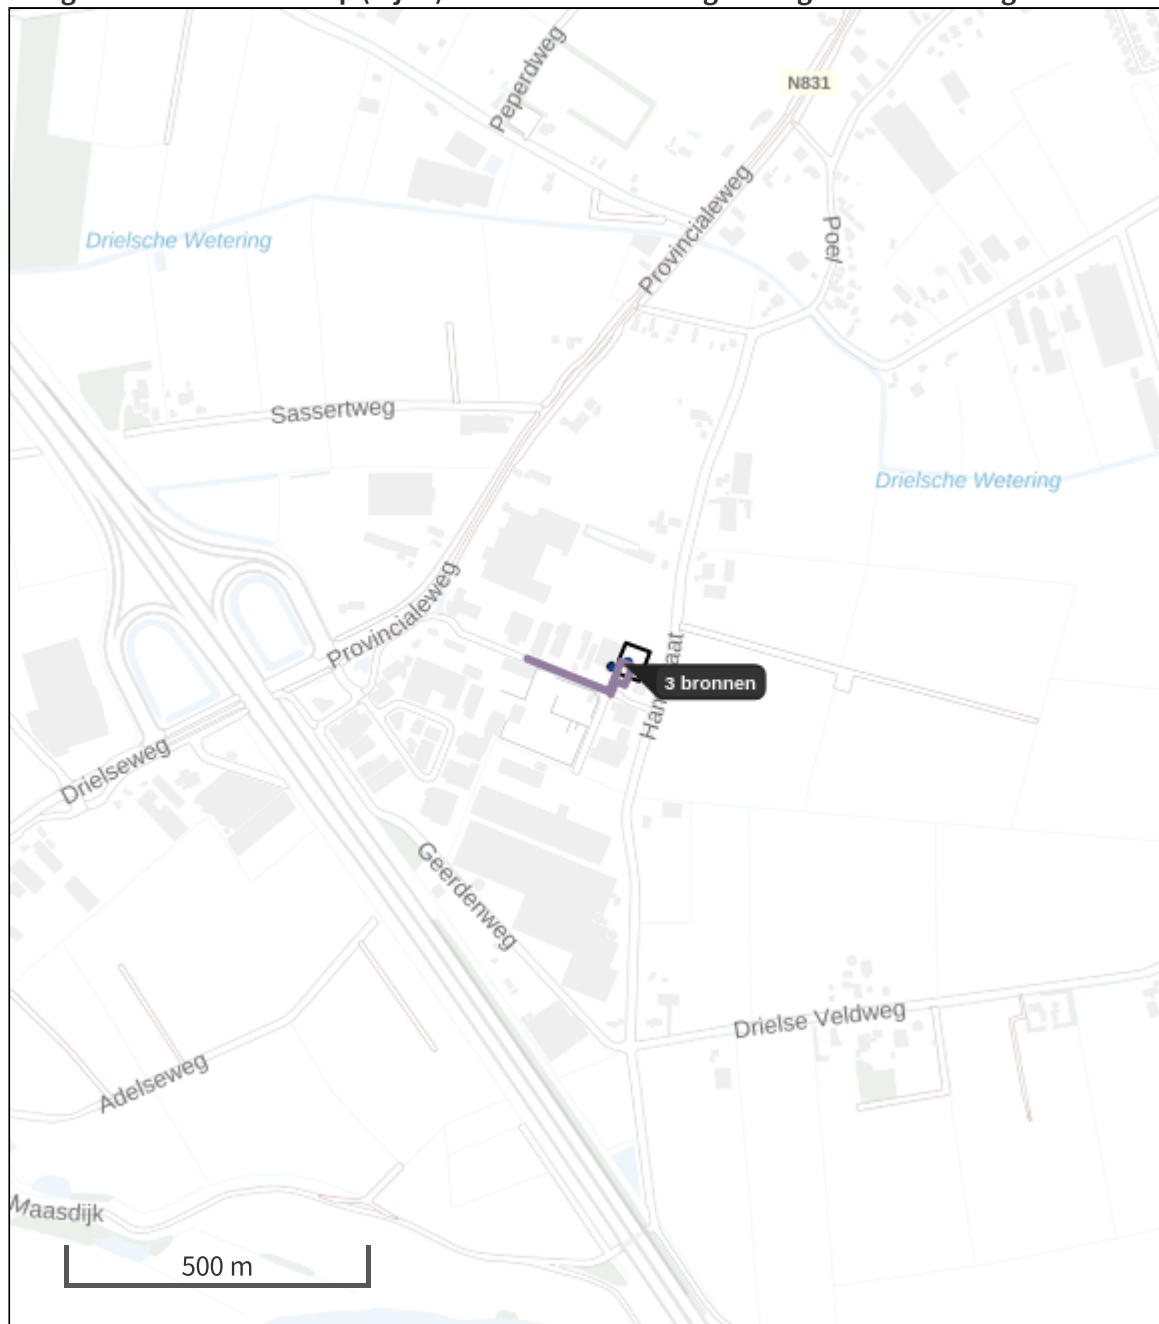 N831
Peperdweg
Provincialeweg
Poel
Drielsche Wetering
Sassertweg
Drielsche Wetering
Provincialeweg
3 bronnen
Drielseweg
Geerdenweg
Drielse Veldweg
Adelseweg
Maasdijk
500 m